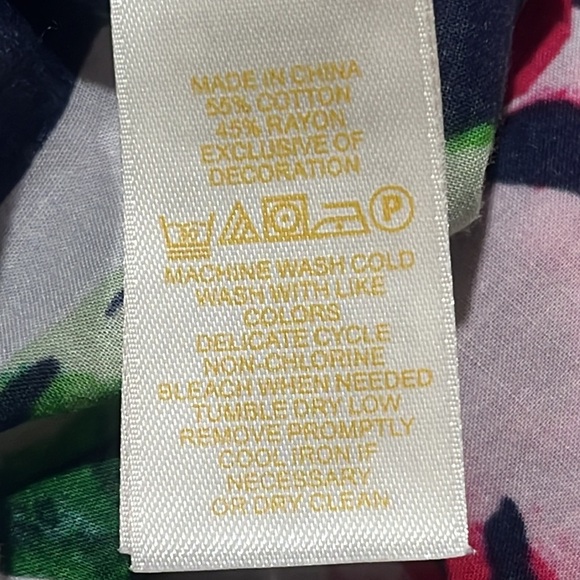 MADE IN CHINA
55% COTTON
45% RAYON
EXCLUSIVE OF
DECORATION
30 P
MACHINE WASH COLD
WASH WITH LIKE
COLORS
DELICATE CYCLE
NON-CHLORINE
BLEACH WHEN NEEDED
TUMBLE DRY LOW
REMOVE PROMPTLY
COOL IRON IF
NECESSARY
OR DRY CLEAN